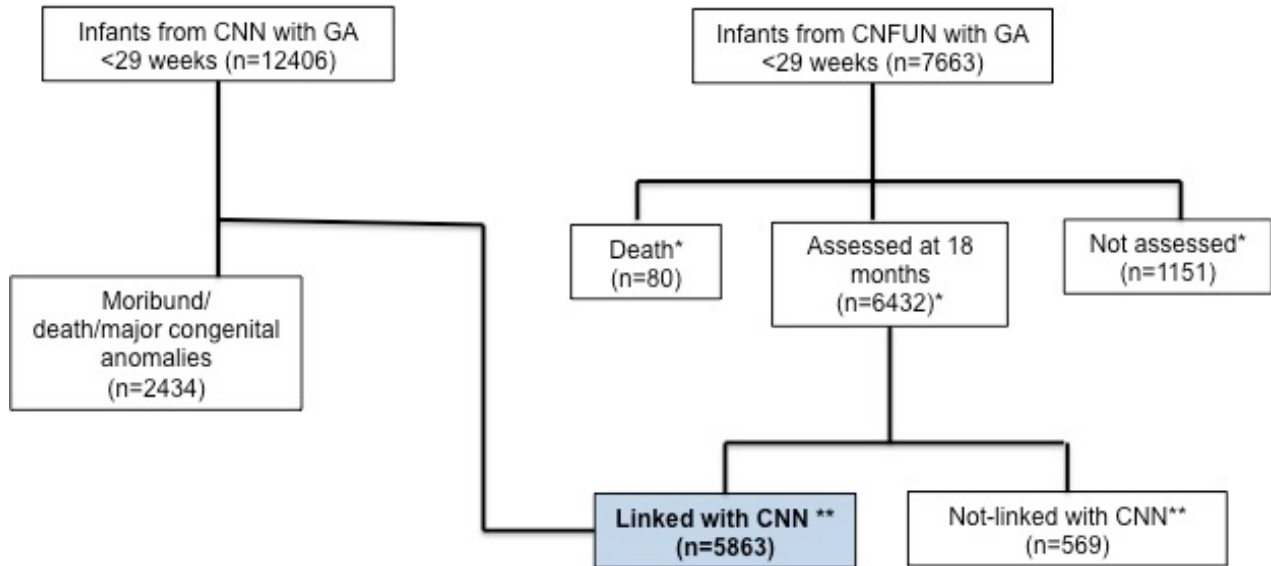 Infants from CNN with GA
<29 weeks (n=12406)
Infants from CNFUN with GA
<29 weeks (n=7663)
Death*
(n=80)
Assessed at 18
months
(n=6432)*
Not assessed*
(n=1151)
Moribund/
death/major congenital
anomalies
(n=2434)
Linked with CNN **
(n=5863)
Not-linked with CNN**
(n=569)